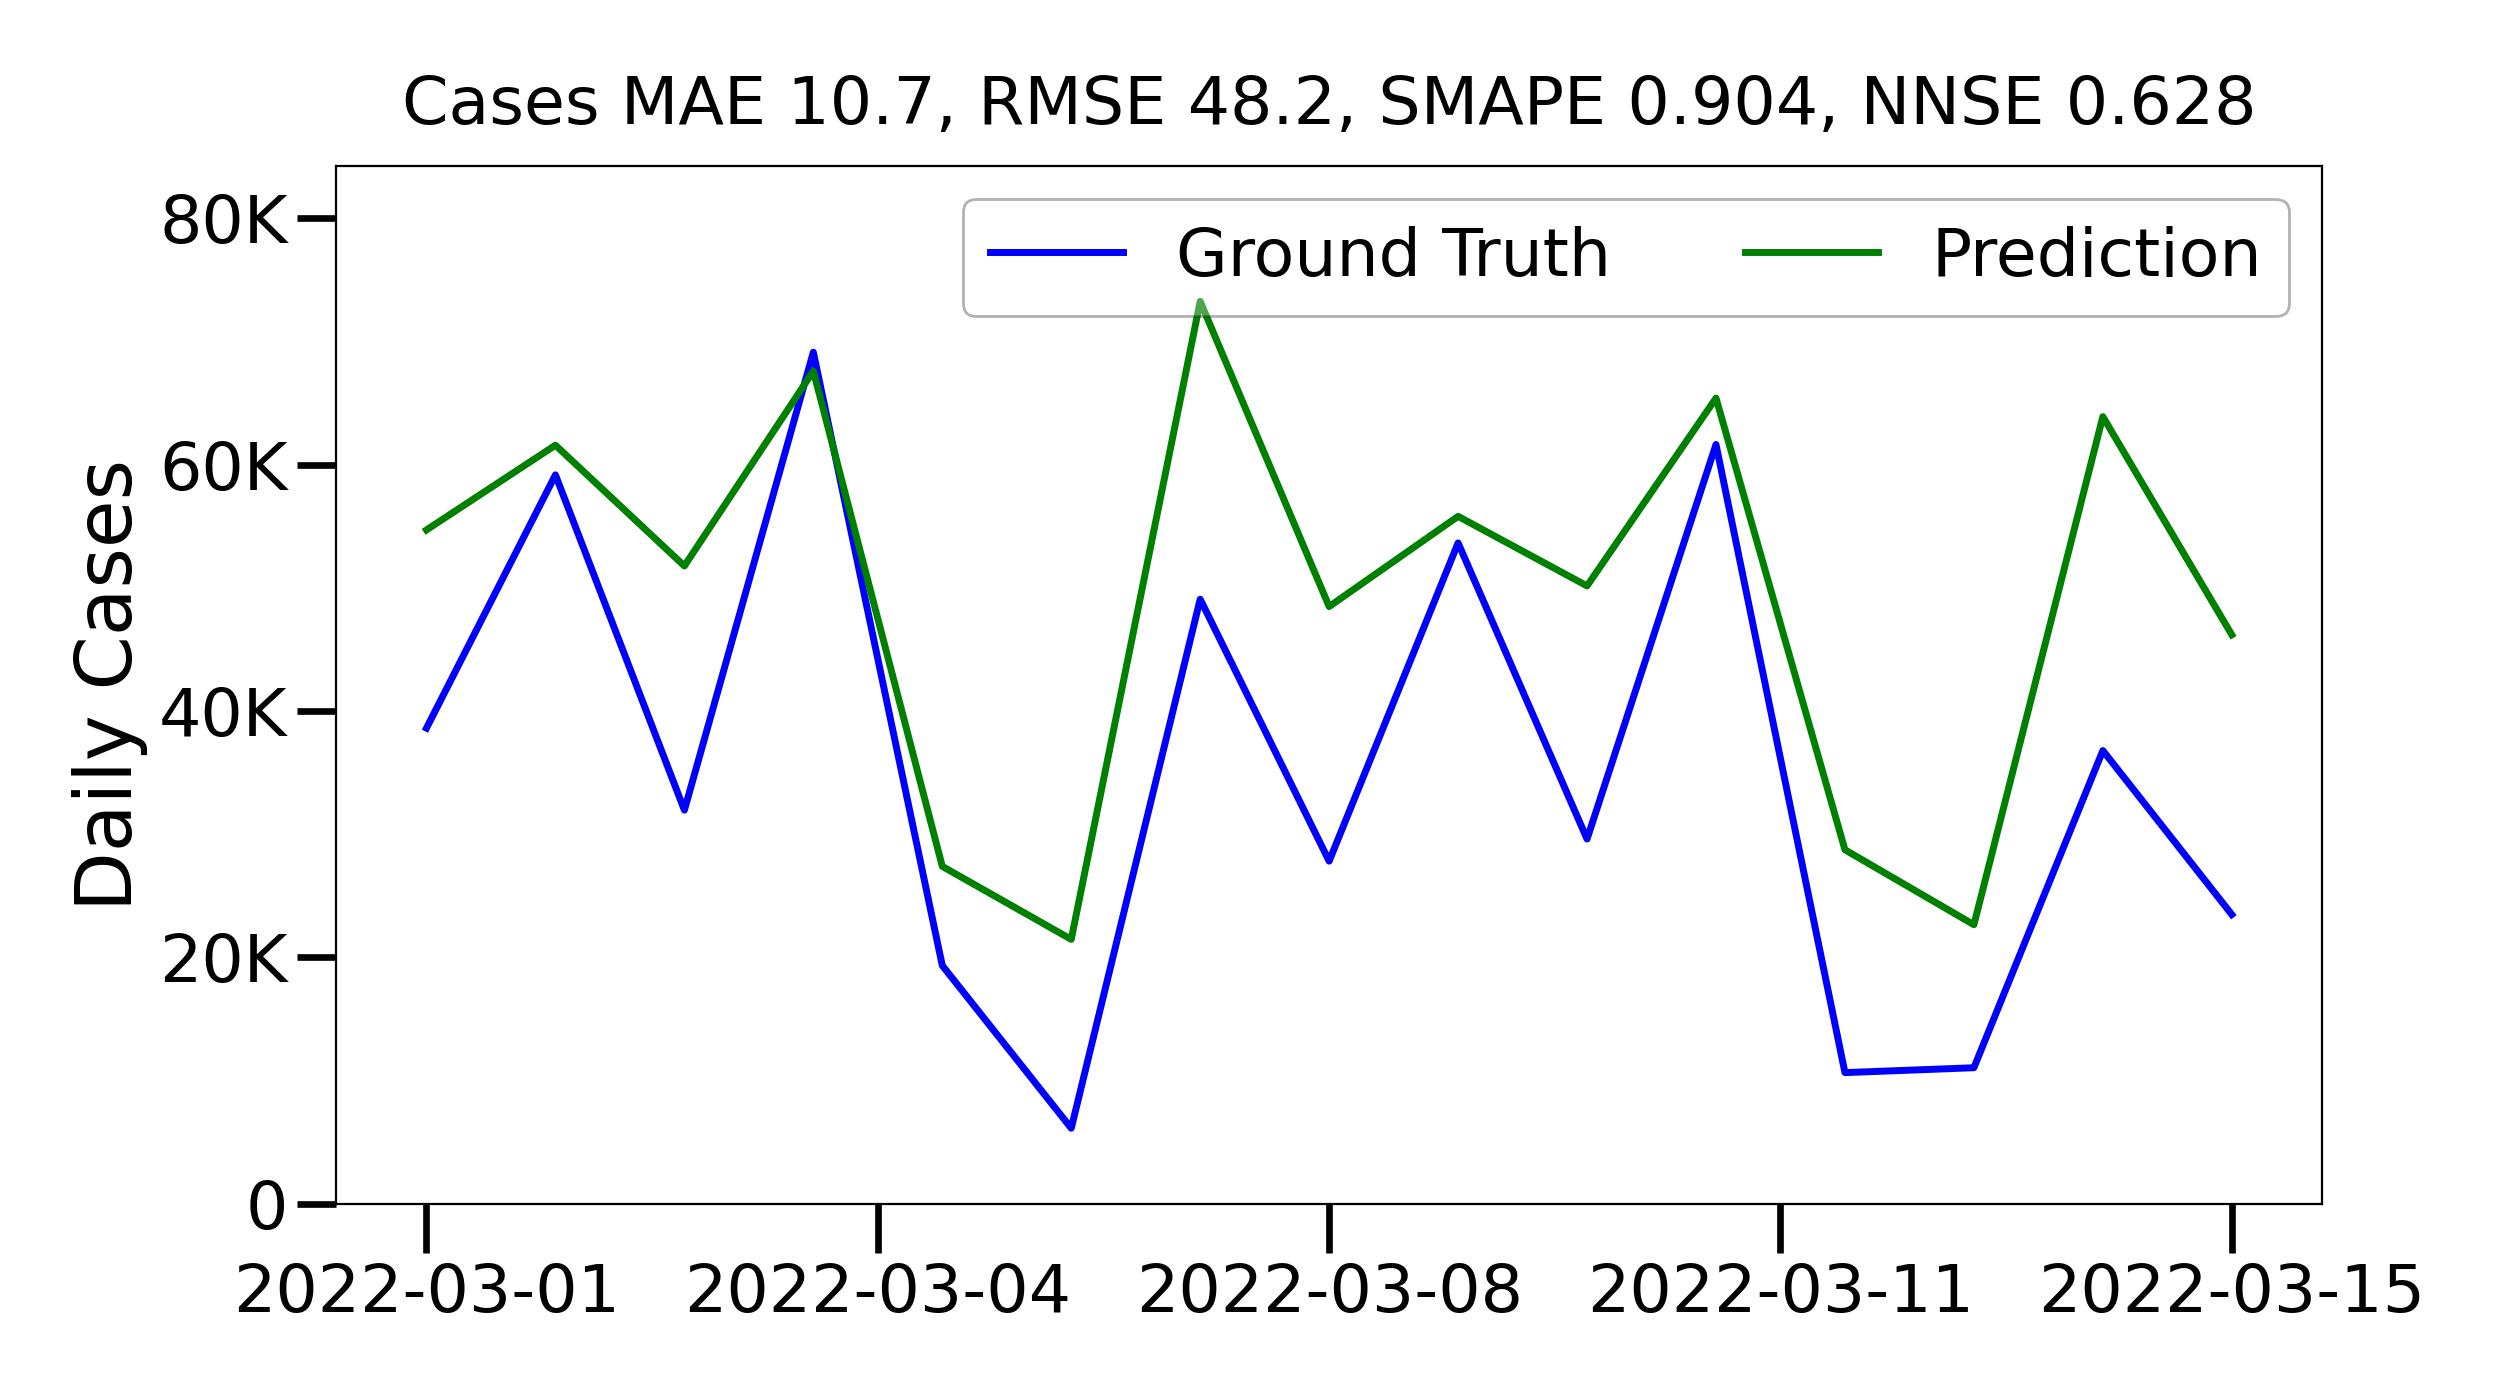 Cases MAE 10.7, RMSE 48.2, SMAPE 0.904, NNSE 0.628
Ground Truth Prediction
Daily Cases
80K
60K
40K
20K
0
2022-03-01 2022-03-04 2022-03-08 2022-03-11 2022-03-15